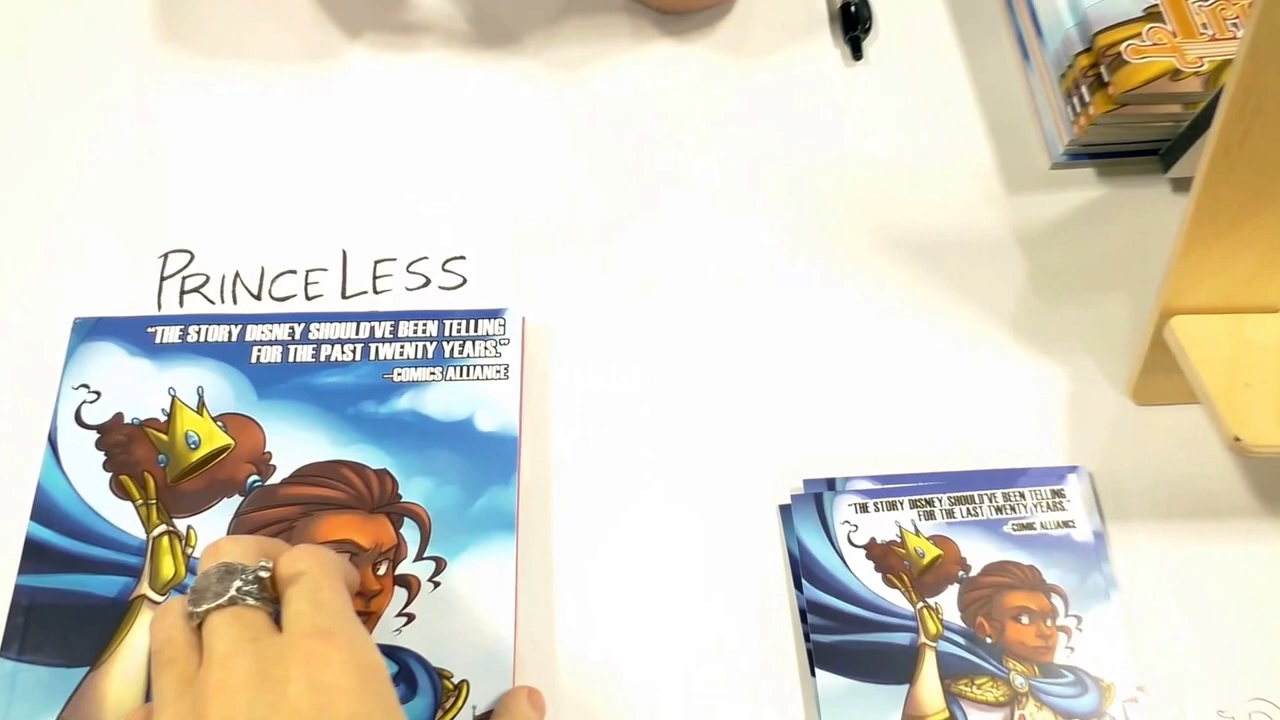 PRINCELESS
"THE STORY DISNEY SHOULD'VE BEEN TELLING
FOR THE PAST TWENTY YEARS."
--COMICS ALLIANCE
"THE STORY DISNEY SHOULD'VE BEEN TELLING
FOR THE LAST TWENTY YEARS."
--COMIC ALLIANCE